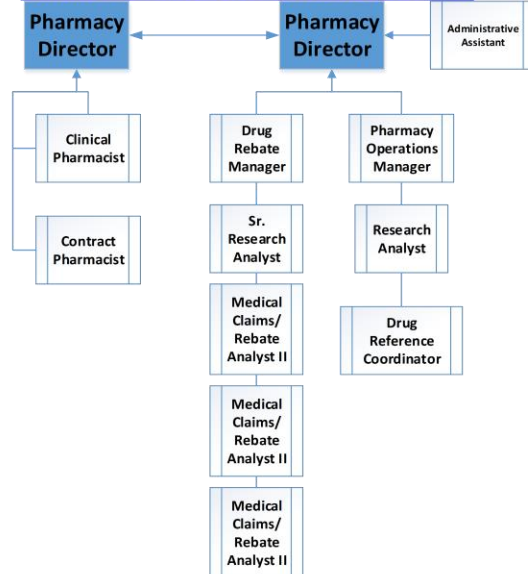 Pharmacy
Director
Pharmacy
Director
Administrative
Assistant
Clinical
Pharmacist
Drug
Rebate
Manager
Pharmacy
Operations
Manager
Contract
Pharmacist
Sr.
Research
Analyst
Research
Analyst
Medical
Claims/
Rebate
Analyst II
Drug
Reference
Coordinator
Medical
Claims/
Rebate
Analyst II
Medical
Claims/
Rebate
Analyst II